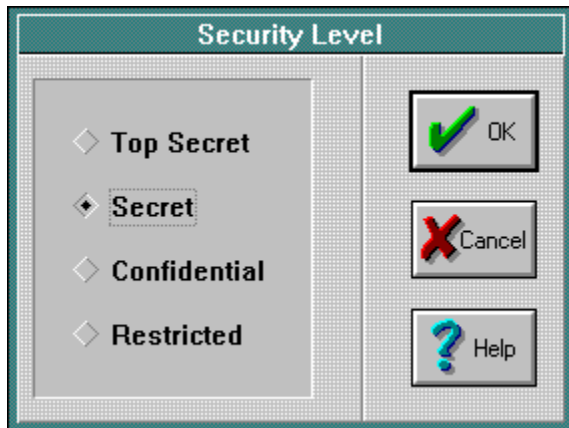 Security Level
Top Secret
Secret
Confidential
Restricted
OK
Cancel
Help